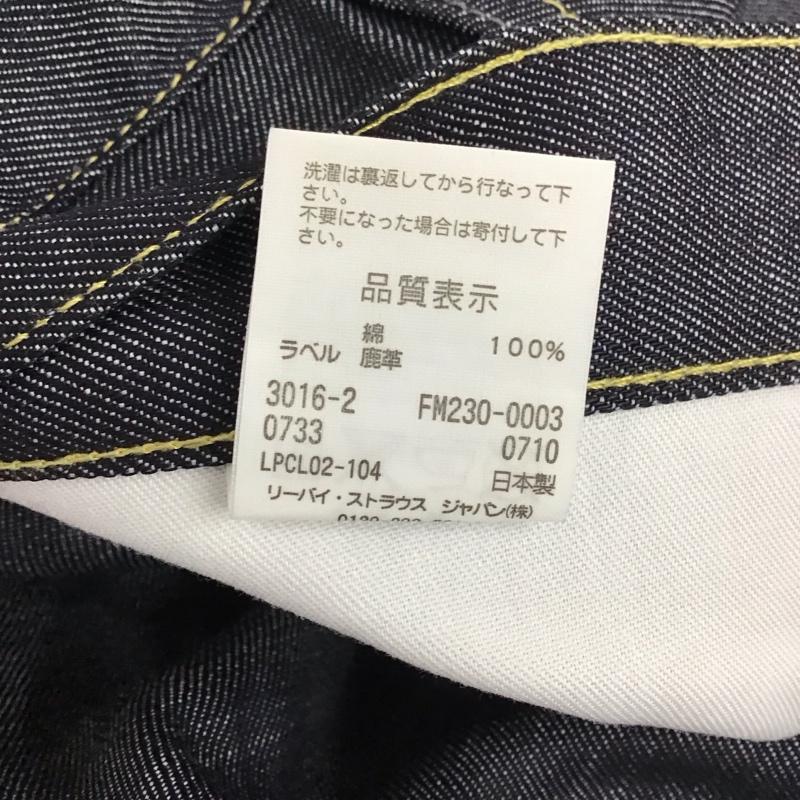 洗濯は裏返してから行なって下
さい。
不要になった場合は寄付して下
さい。
品質表示
綿 100%
ラベル 鹿革
3016-2 FM230-0003
0733 0710
LPCL02-104 日本製
リーバイ・ストラウス ジャパン(株)